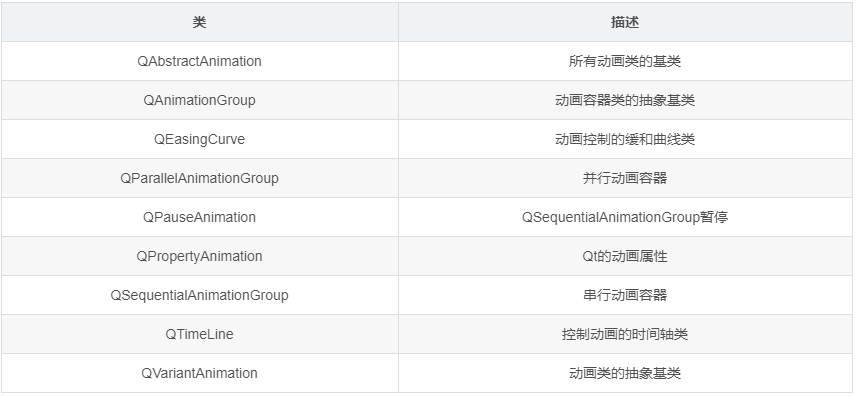 类 描述
QAbstractAnimation 所有动画类的基类
QAnimationGroup 动画容器类的抽象基类
QEasingCurve 动画控制的缓和曲线类
QParallelAnimationGroup 并行动画容器
QPauseAnimation QSequentialAnimationGroup暂停
QPropertyAnimation Qt的动画属性
QSequentialAnimationGroup 串行动画容器
QTimeLine 控制动画的时间轴类
QVariantAnimation 动画类的抽象基类